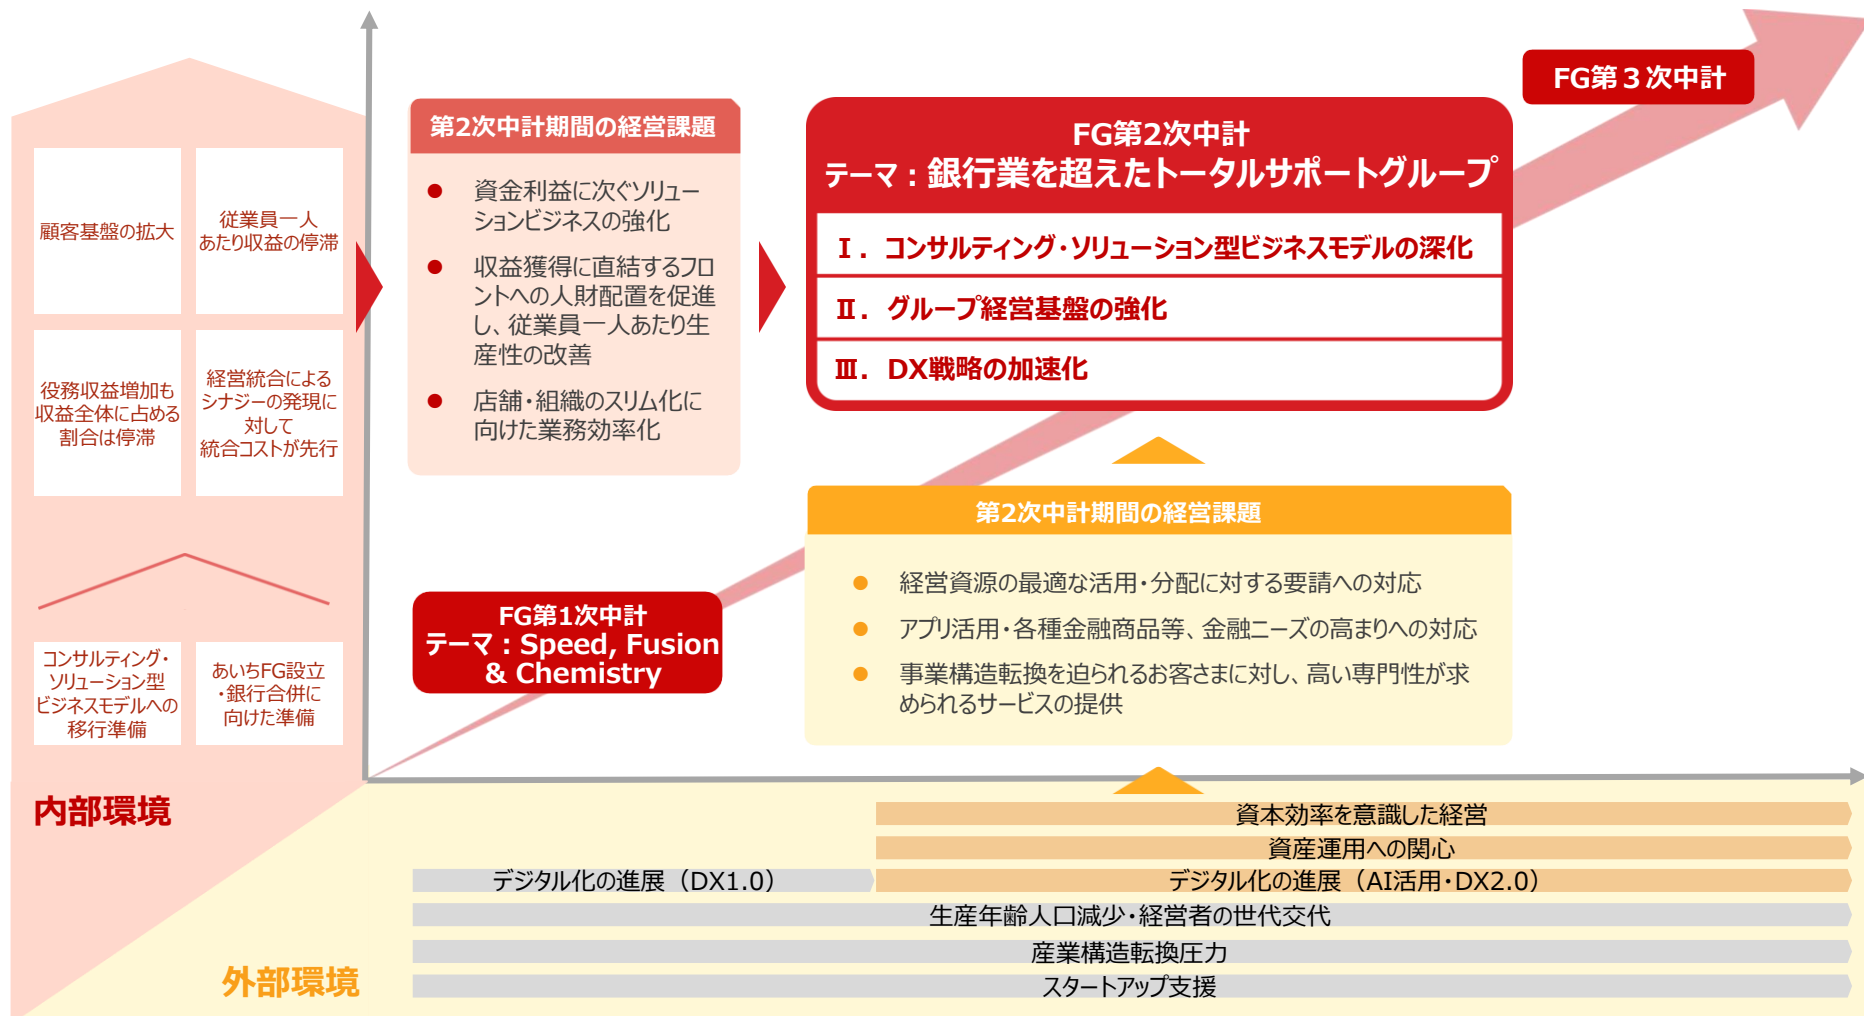 FG第３次中計
第2次中計期間の経営課題
● 資金利益に次ぐソリュー
ションビジネスの強化
● 収益獲得に直結するフロ
ントへの人財配置を促進
し、従業員一人あたり生
産性の改善
● 店舗・組織のスリム化に
向けた業務効率化
FG第2次中計
テーマ：銀行業を超えたトータルサポートグループ
Ⅰ．コンサルティング・ソリューション型ビジネスモデルの深化
Ⅱ．グループ経営基盤の強化
Ⅲ．DX戦略の加速化
顧客基盤の拡大
従業員一人
あたり収益の停滞
役務収益増加も
収益全体に占める
割合は停滞
経営統合による
シナジーの発現に
対して
統合コストが先行
コンサルティング・
ソリューション型
ビジネスモデルへの
移行準備
あいちFG設立
・銀行合併に
向けた準備
内部環境
FG第1次中計
テーマ：Speed, Fusion
& Chemistry
第2次中計期間の経営課題
● 経営資源の最適な活用・分配に対する要請への対応
● アプリ活用・各種金融商品等、金融ニーズの高まりへの対応
● 事業構造転換を迫られるお客さまに対し、高い専門性が求
められるサービスの提供
資本効率を意識した経営
資産運用への関心
デジタル化の進展（DX1.0）
デジタル化の進展（AI活用・DX2.0）
生産年齢人口減少・経営者の世代交代
産業構造転換圧力
スタートアップ支援
外部環境